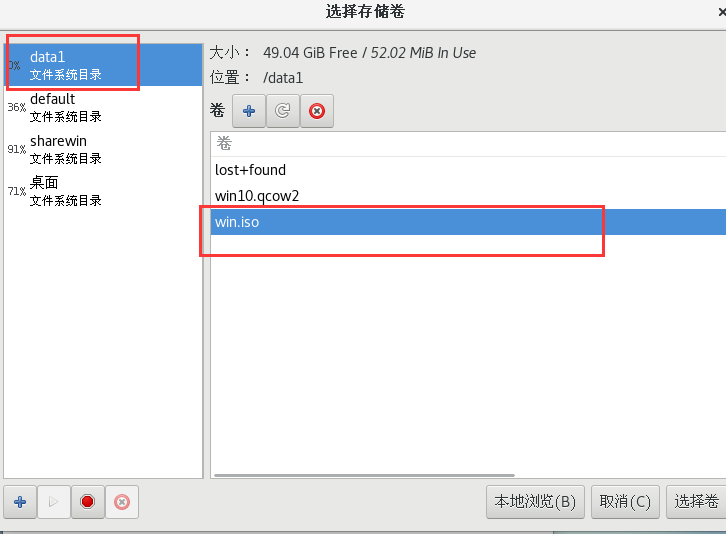 选择存储卷
0% data1
文件系统目录
36% default
文件系统目录
91% sharewin
文件系统目录
71% 桌面
文件系统目录
大小： 49.04 GiB Free / 52.02 MiB In Use
位置： /data1
卷
卷
lost+found
win10.qcow2
win.iso
本地浏览(B)
取消(C)
选择卷